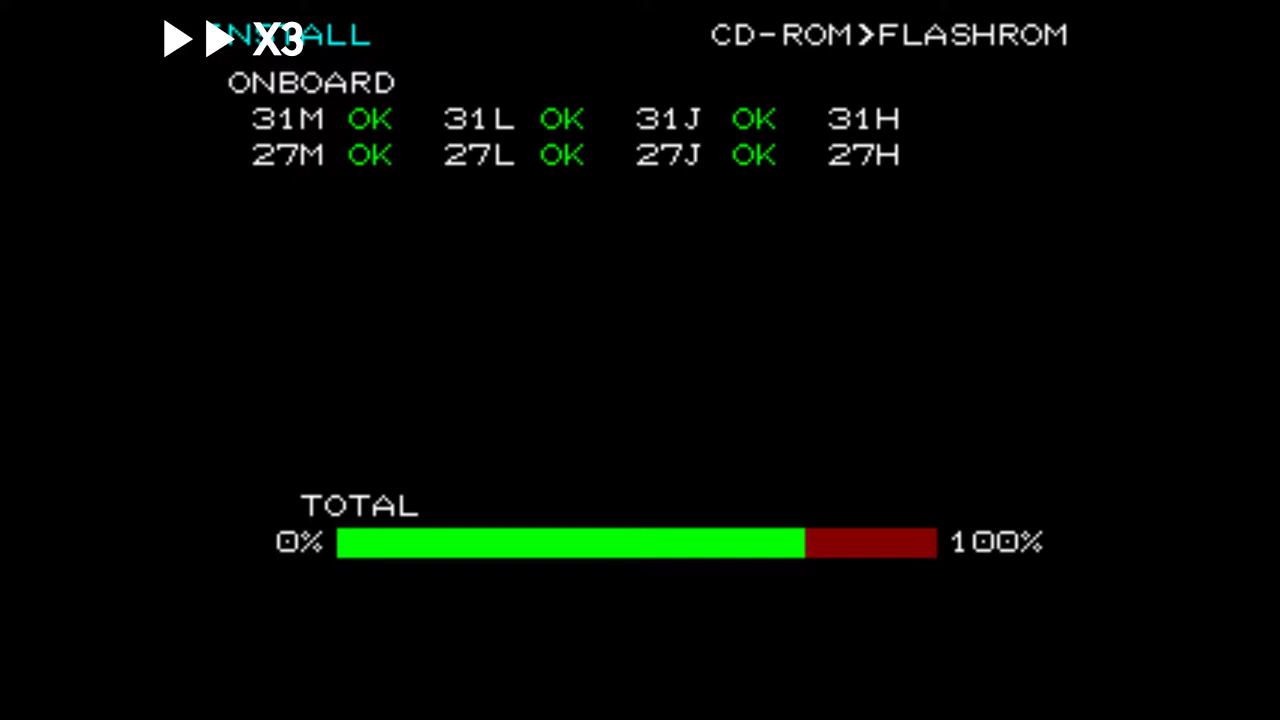 INSTALL CD-ROM>FLASHROM
X3
ONBOARD
31M OK 31L OK 31J OK 31H
27M OK 27L OK 27J OK 27H
TOTAL
0% 100%